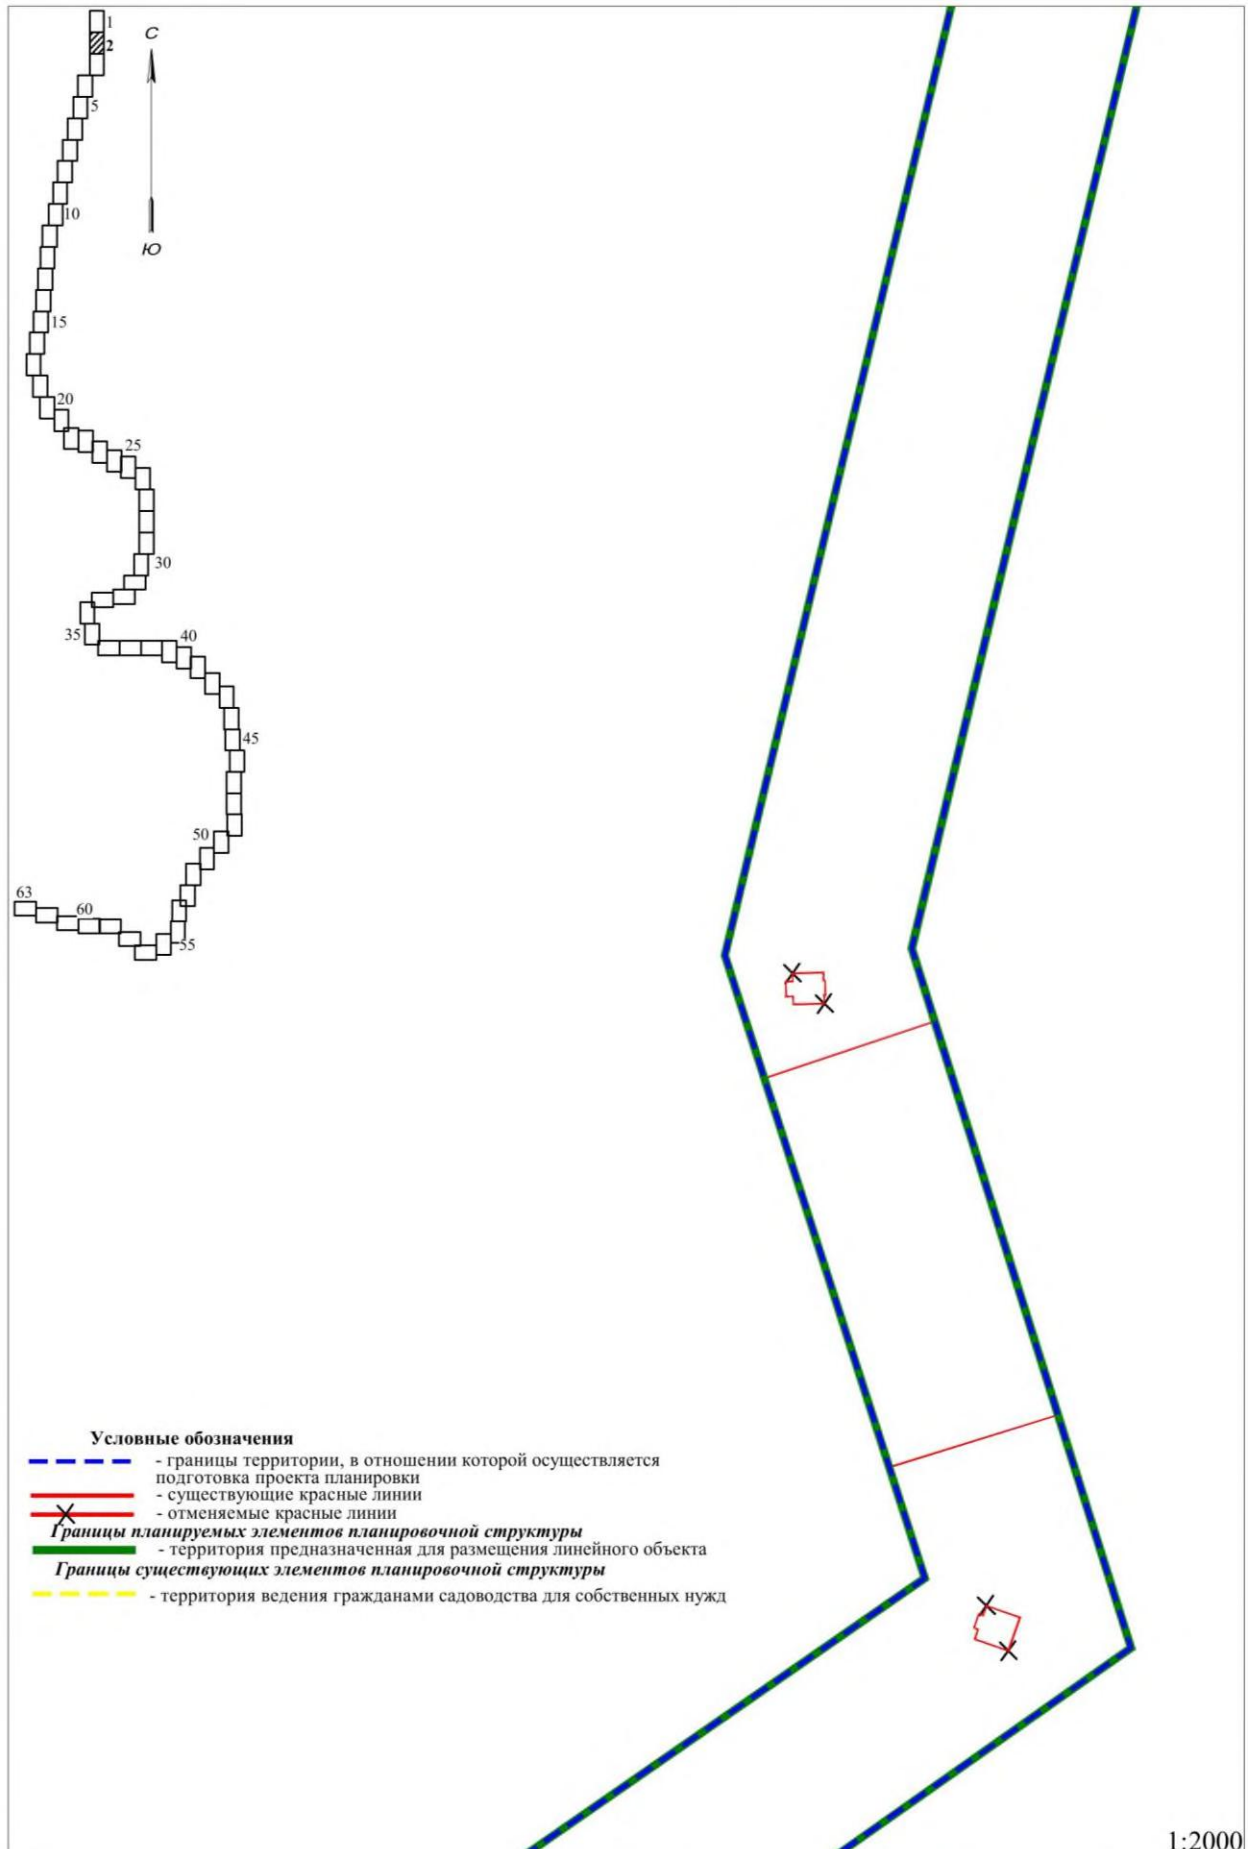 1
2
С
5
Ю
10
15
20
25
30
35
40
45
50
63
60
55
Условные обозначения
- границы территории, в отношении которой осуществляется
подготовка проекта планировки
- существующие красные линии
- отменяемые красные линии
Границы планируемых элементов планировочной структуры
- территория предназначенная для размещения линейного объекта
Границы существующих элементов планировочной структуры
- территория ведения гражданами садоводства для собственных нужд
1:2000